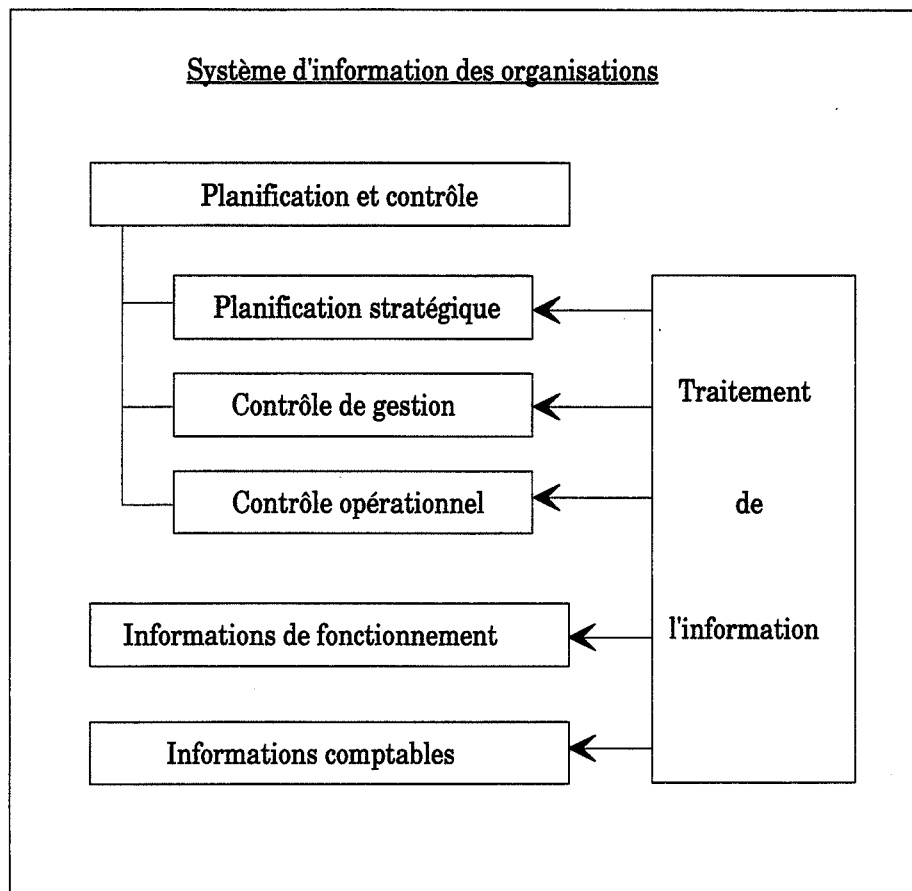 Système d'information des organisations
Planification et contrôle
Planification stratégique
Contrôle de gestion
Contrôle opérationnel
Informations de fonctionnement
Informations comptables
Traitement
de
l'information